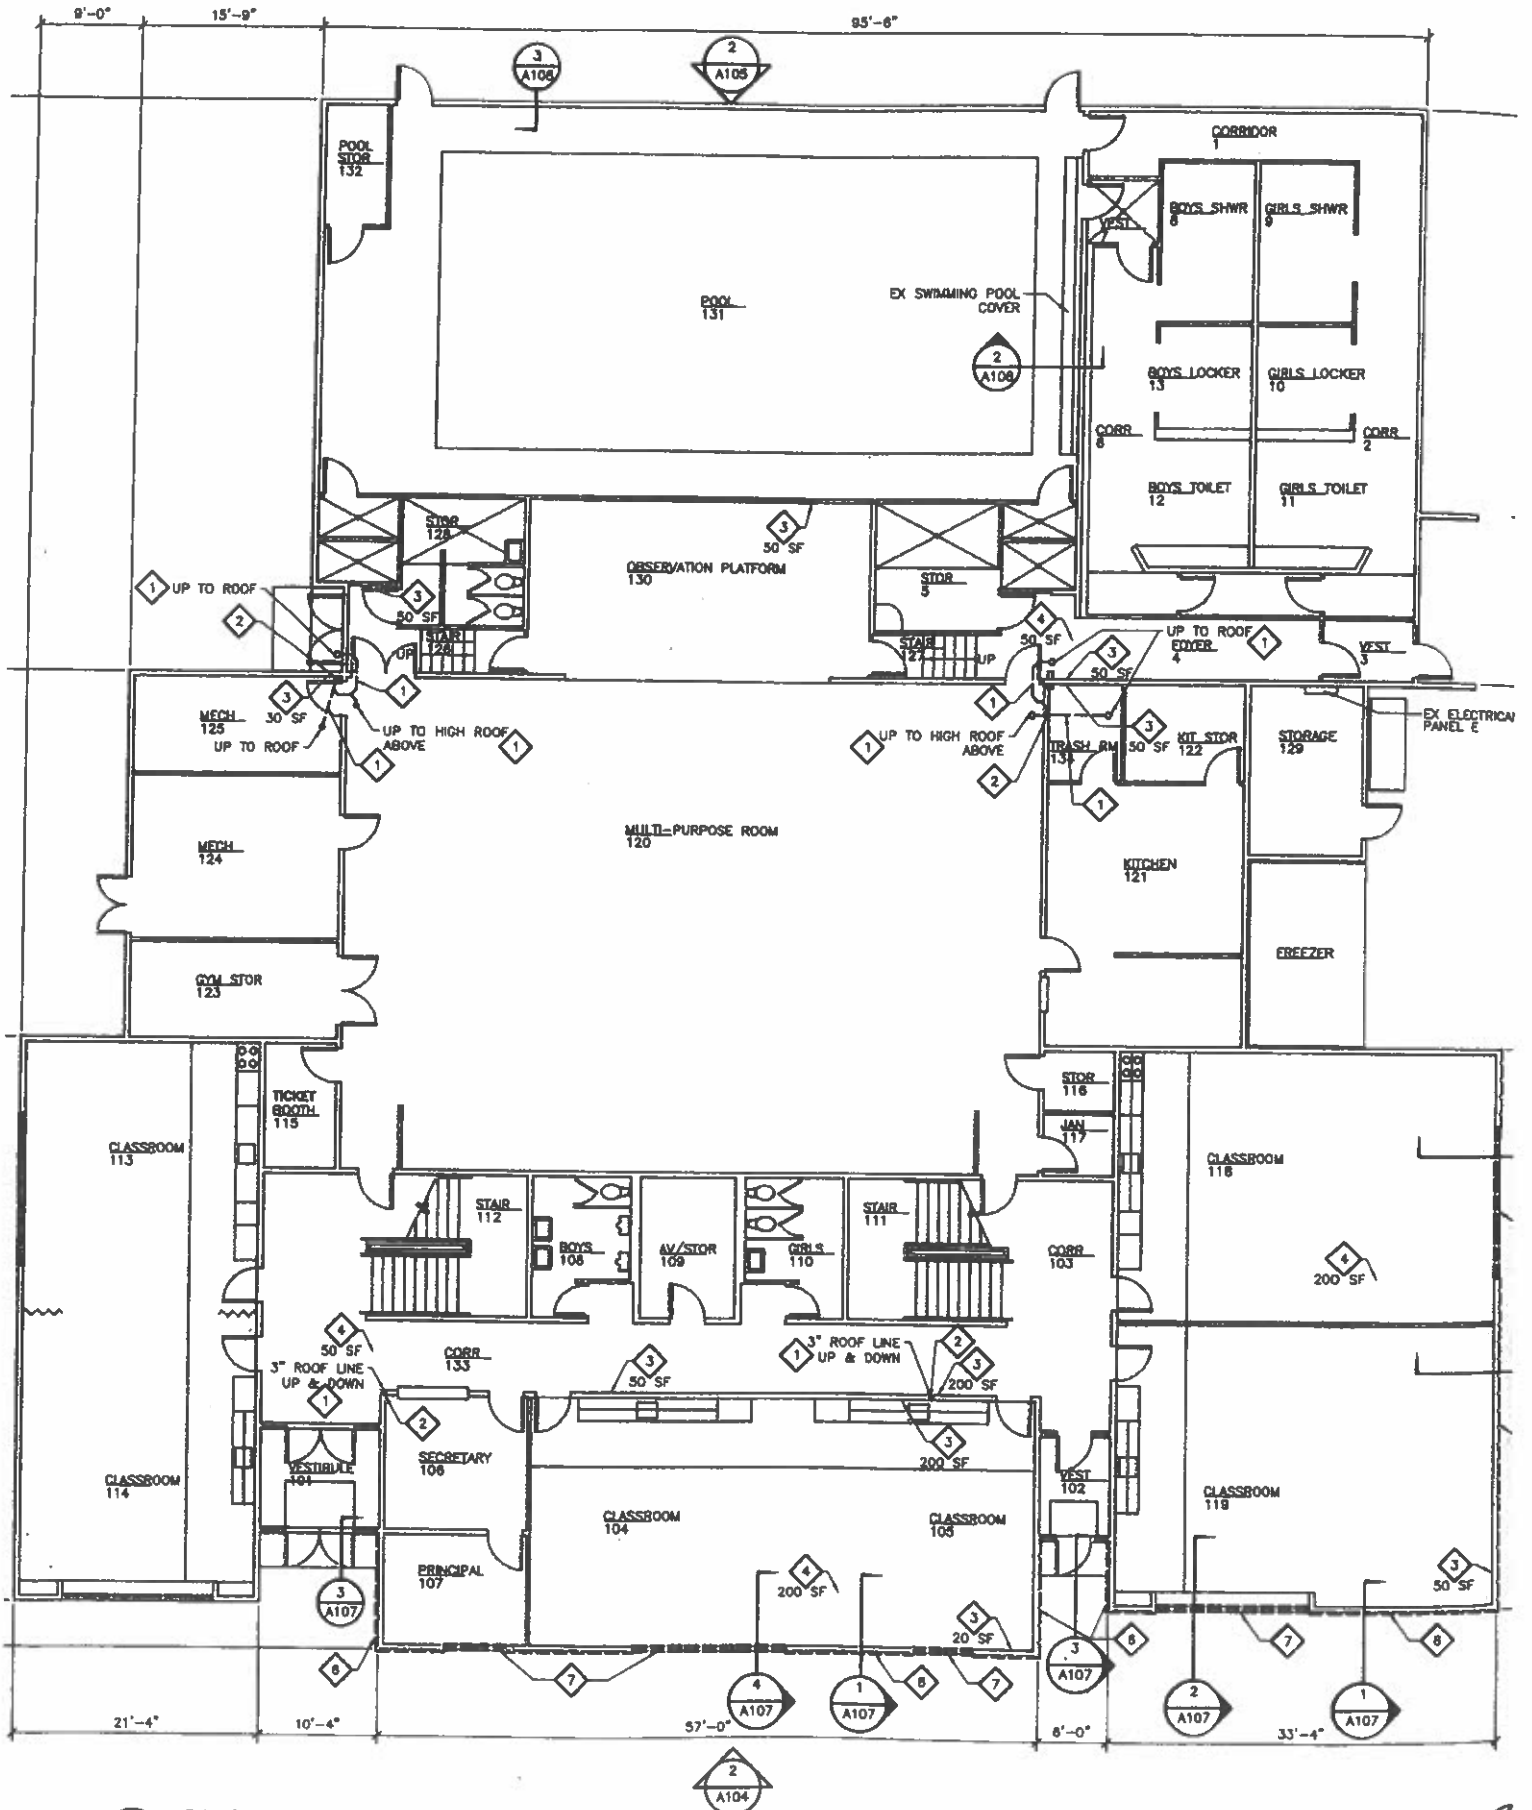 9'-0"
15'-9"
95'-6"
3
A106
2
A105
POOL
STOR
132
CORRIDOR
1
BOYS SHWR
8
GIRLS SHWR
9
VEST
POOL
131
EX SWIMMING POOL
COVER
2
A106
BOYS LOCKER
13
GIRLS LOCKER
10
CORR
6
CORR
2
BOYS TOILET
12
GIRLS TOILET
11
STOR
128
3
50 SF
OBSERVATION PLATFORM
130
STOR
5
1
UP TO ROOF
2
3
50 SF
STAIR
126
UP
4
50 SF
STAIR
127
UP
UP TO ROOF
FOYER
4
1
VEST
3
3
50 SF
3
30 SF
1
1
MECH
125
UP TO ROOF
UP TO HIGH ROOF
ABOVE
1
1
1
UP TO HIGH ROOF
ABOVE
2
TRASH RM
134
3
50 SF
KIT STOR
122
1
STORAGE
129
EX ELECTRICAL
PANEL E
MULTI-PURPOSE ROOM
120
MECH
124
KITCHEN
121
GYM STOR
123
FREEZER
TICKET
BOOTH
115
STOR
116
JAN
117
CLASSROOM
113
CLASSROOM
118
STAIR
112
STAIR
111
BOYS
108
AV/STOR
109
GIRLS
110
CORR
103
4
200 SF
4
50 SF
CORR
133
3" ROOF LINE
UP & DOWN
1
3
50 SF
1
3" ROOF LINE
UP & DOWN
2
3
200 SF
2
3
200 SF
SECRETARY
106
VESTIBULE
101
CLASSROOM
114
VEST
102
CLASSROOM
119
CLASSROOM
104
CLASSROOM
105
PRINCIPAL
107
4
200 SF
3
50 SF
3
20 SF
3
A107
6
7
6
7
3
A107
6
7
6
4
A107
1
A107
2
A107
1
A107
21'-4"
10'-4"
57'-0"
6'-0"
33'-4"
2
A104